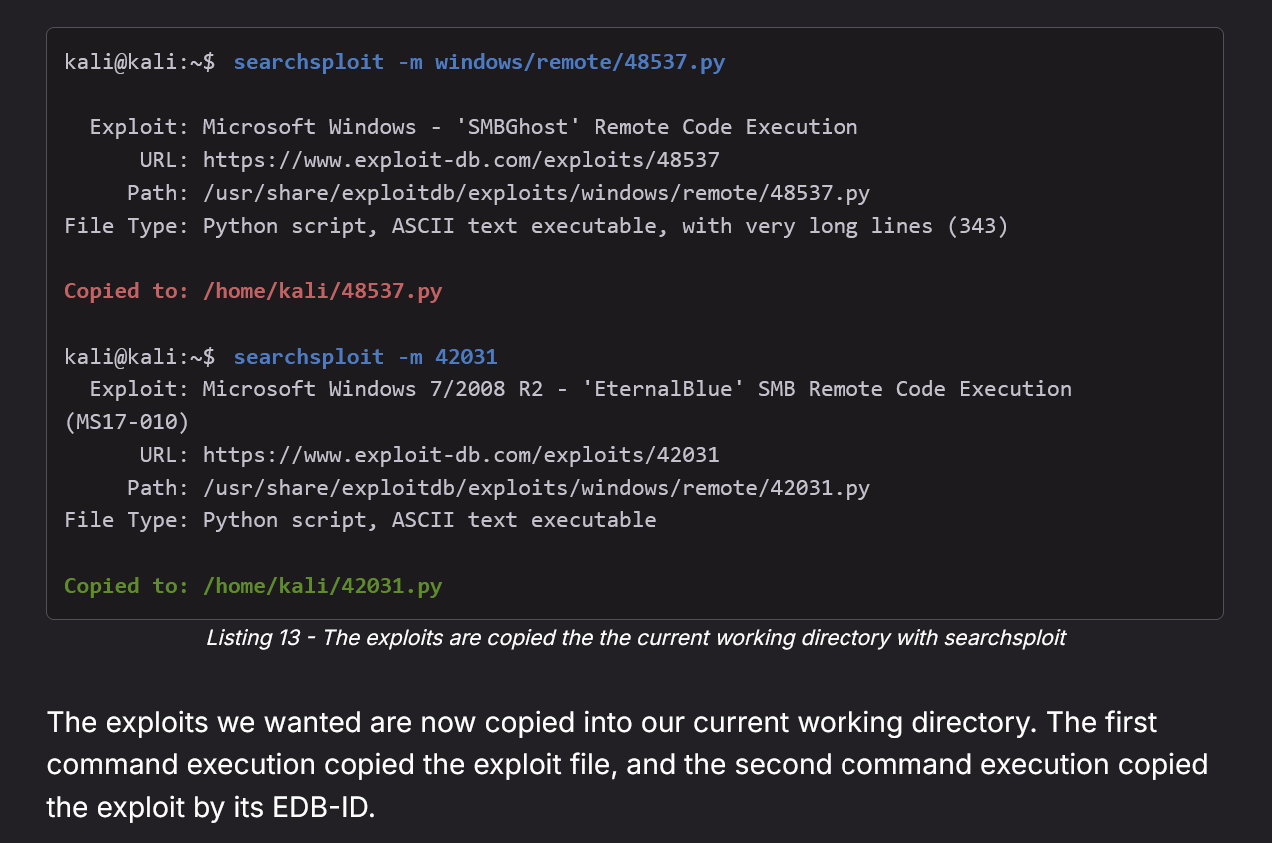 kali@kali:~$ searchsploit -m windows/remote/48537.py
Exploit: Microsoft Windows - 'SMBGhost' Remote Code Execution
URL: https://www.exploit-db.com/exploits/48537
Path: /usr/share/exploitdb/exploits/windows/remote/48537.py
File Type: Python script, ASCII text executable, with very long lines (343)
Copied to: /home/kali/48537.py
kali@kali:~$ searchsploit -m 42031
Exploit: Microsoft Windows 7/2008 R2 - 'EternalBlue' SMB Remote Code Execution
(MS17-010)
URL: https://www.exploit-db.com/exploits/42031
Path: /usr/share/exploitdb/exploits/windows/remote/42031.py
File Type: Python script, ASCII text executable
Copied to: /home/kali/42031.py
Listing 13 - The exploits are copied the the current working directory with searchsploit
The exploits we wanted are now copied into our current working directory. The first
command execution copied the exploit file, and the second command execution copied
the exploit by its EDB-ID.